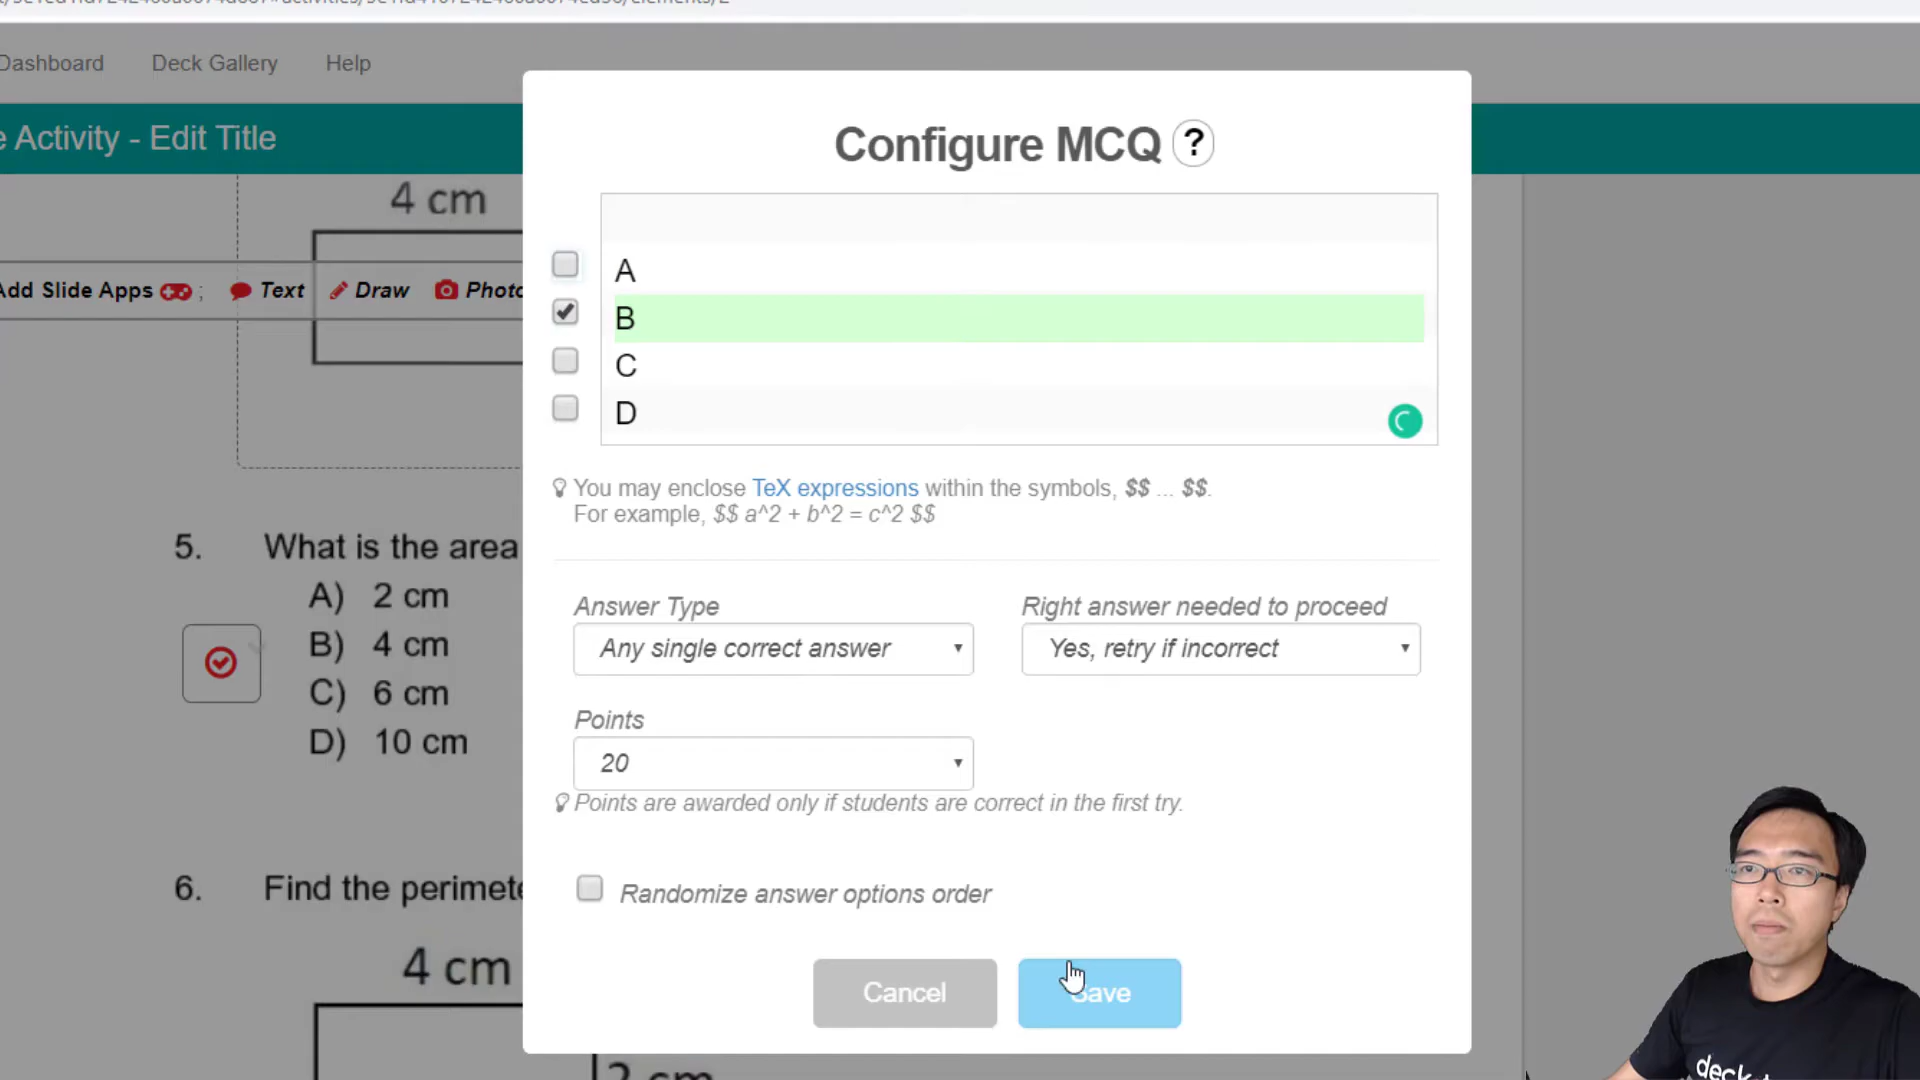 Dashboard Deck Gallery Help
Activity - Edit Title
4 cm
Add Slide Apps ; Text Draw Photo
5. What is the area
A) 2 cm
B) 4 cm
C) 6 cm
D) 10 cm
6. Find the perimete
4 cm
2 cm
Configure MCQ ?
A
B
C
D
You may enclose TeX expressions within the symbols, $$ ... $$.
For example, $$ a^2 + b^2 = c^2 $$
Answer Type
Any single correct answer
Right answer needed to proceed
Yes, retry if incorrect
Points
20
Points are awarded only if students are correct in the first try.
Randomize answer options order
Cancel
Save
deck